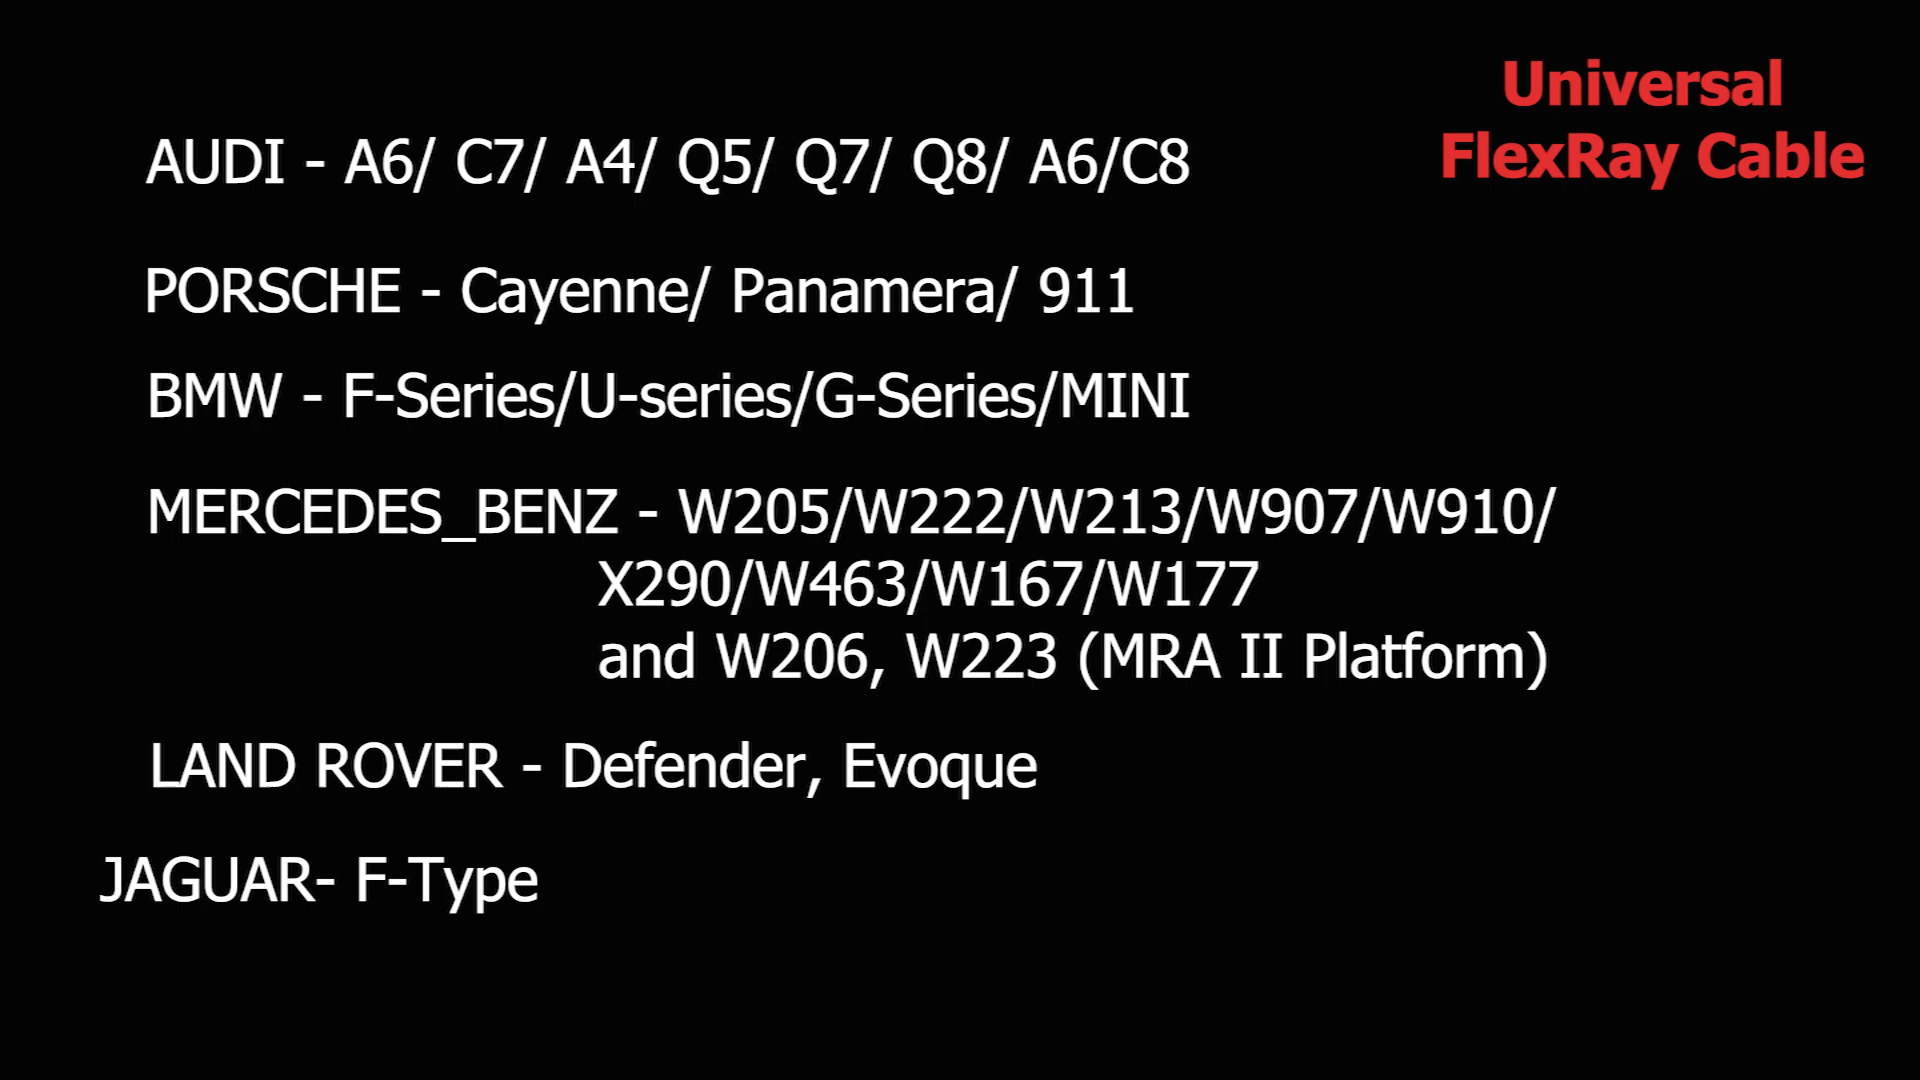 Universal
FlexRay Cable
AUDI - A6/ C7/ A4/ Q5/ Q7/ Q8/ A6/C8
PORSCHE - Cayenne/ Panamera/ 911
BMW - F-Series/U-series/G-Series/MINI
MERCEDES_BENZ - W205/W222/W213/W907/W910/
X290/W463/W167/W177
and W206, W223 (MRA II Platform)
LAND ROVER - Defender, Evoque
JAGUAR- F-Type